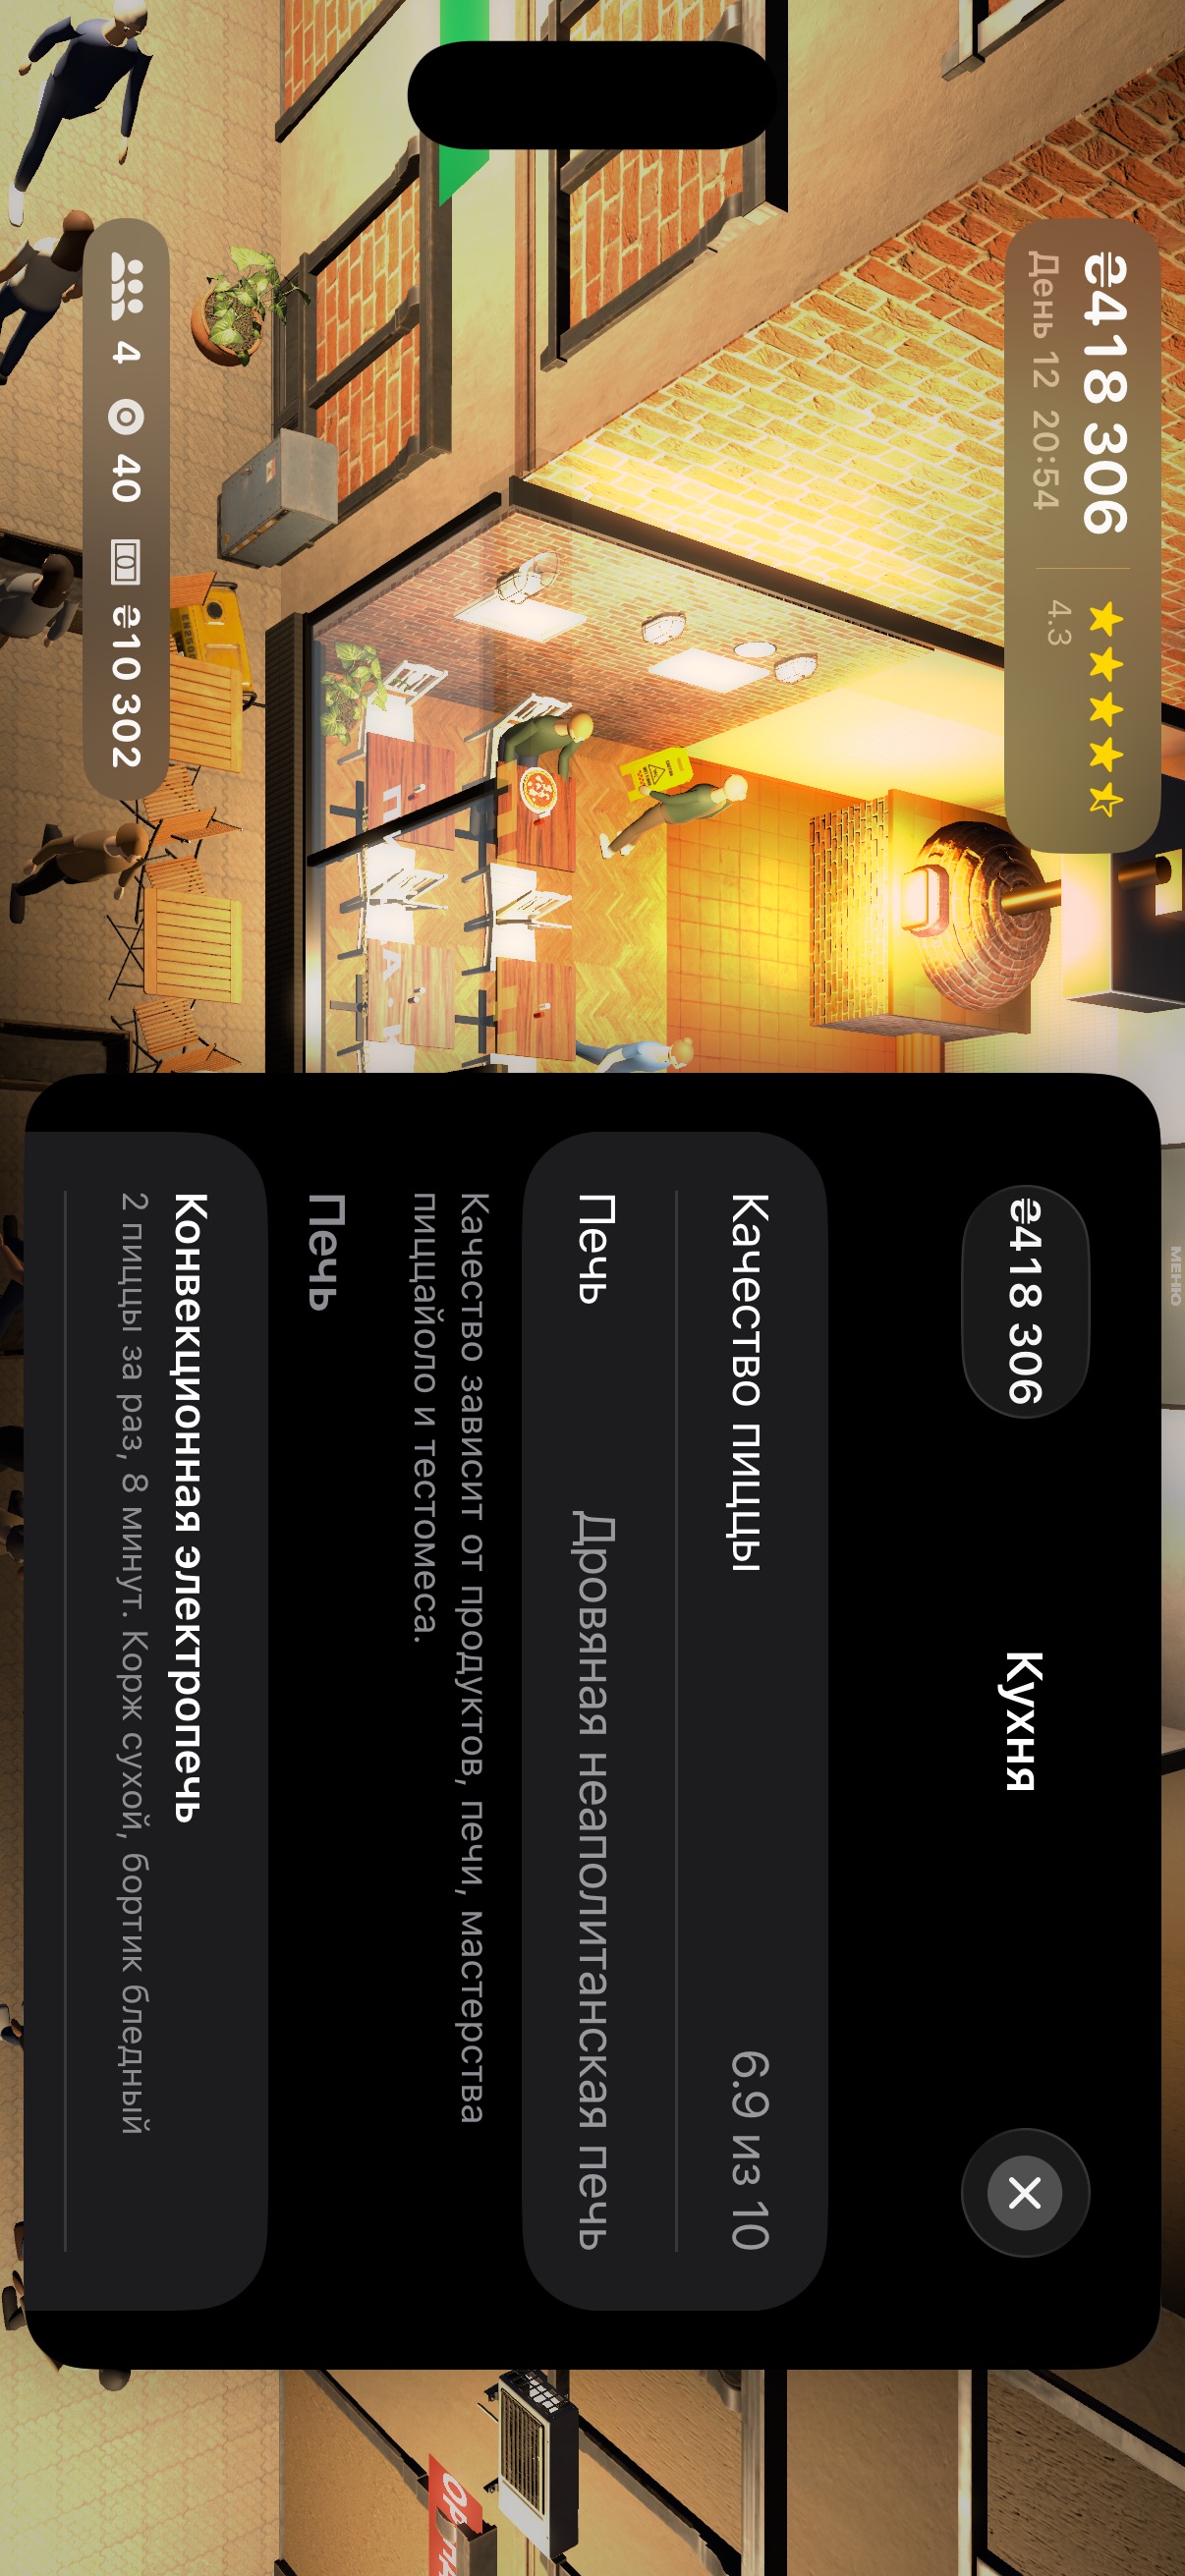 ₴418 306
День 12 20:54
4.3
4
40
₴10 302
МЕНЮ
₴418 306
Кухня
Качество пиццы
6.9 из 10
Печь
Дровяная неаполитанская печь
Качество зависит от продуктов, печи, мастерства
пиццайоло и тестомеса.
Печь
Конвекционная электропечь
2 пиццы за раз, 8 минут. Корж сухой, бортик бледный